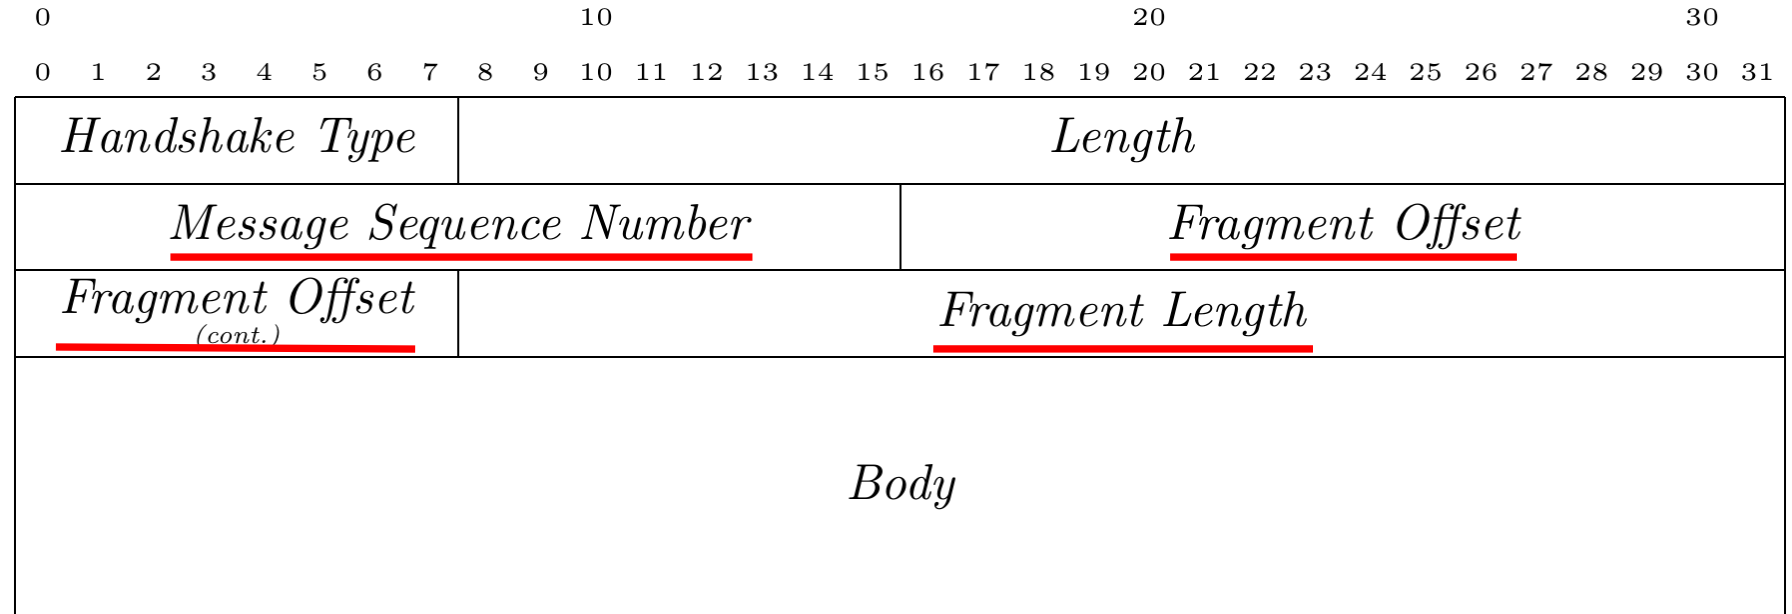 0 10 20 30
0 1 2 3 4 5 6 7 8 9 10 11 12 13 14 15 16 17 18 19 20 21 22 23 24 25 26 27 28 29 30 31
Handshake Type Length
Message Sequence Number Fragment Offset
Fragment Offset Fragment Length
(cont.)
Body